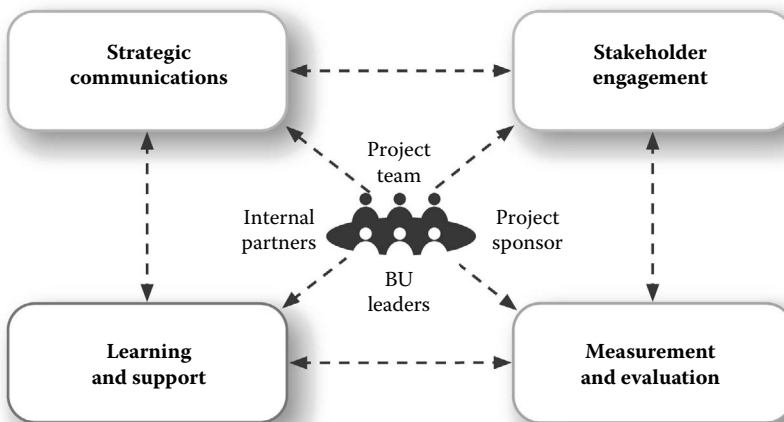 Strategic
communications
Stakeholder
engagement
Project
team
Internal
partners
Project
sponsor
BU
leaders
Learning
and support
Measurement
and evaluation